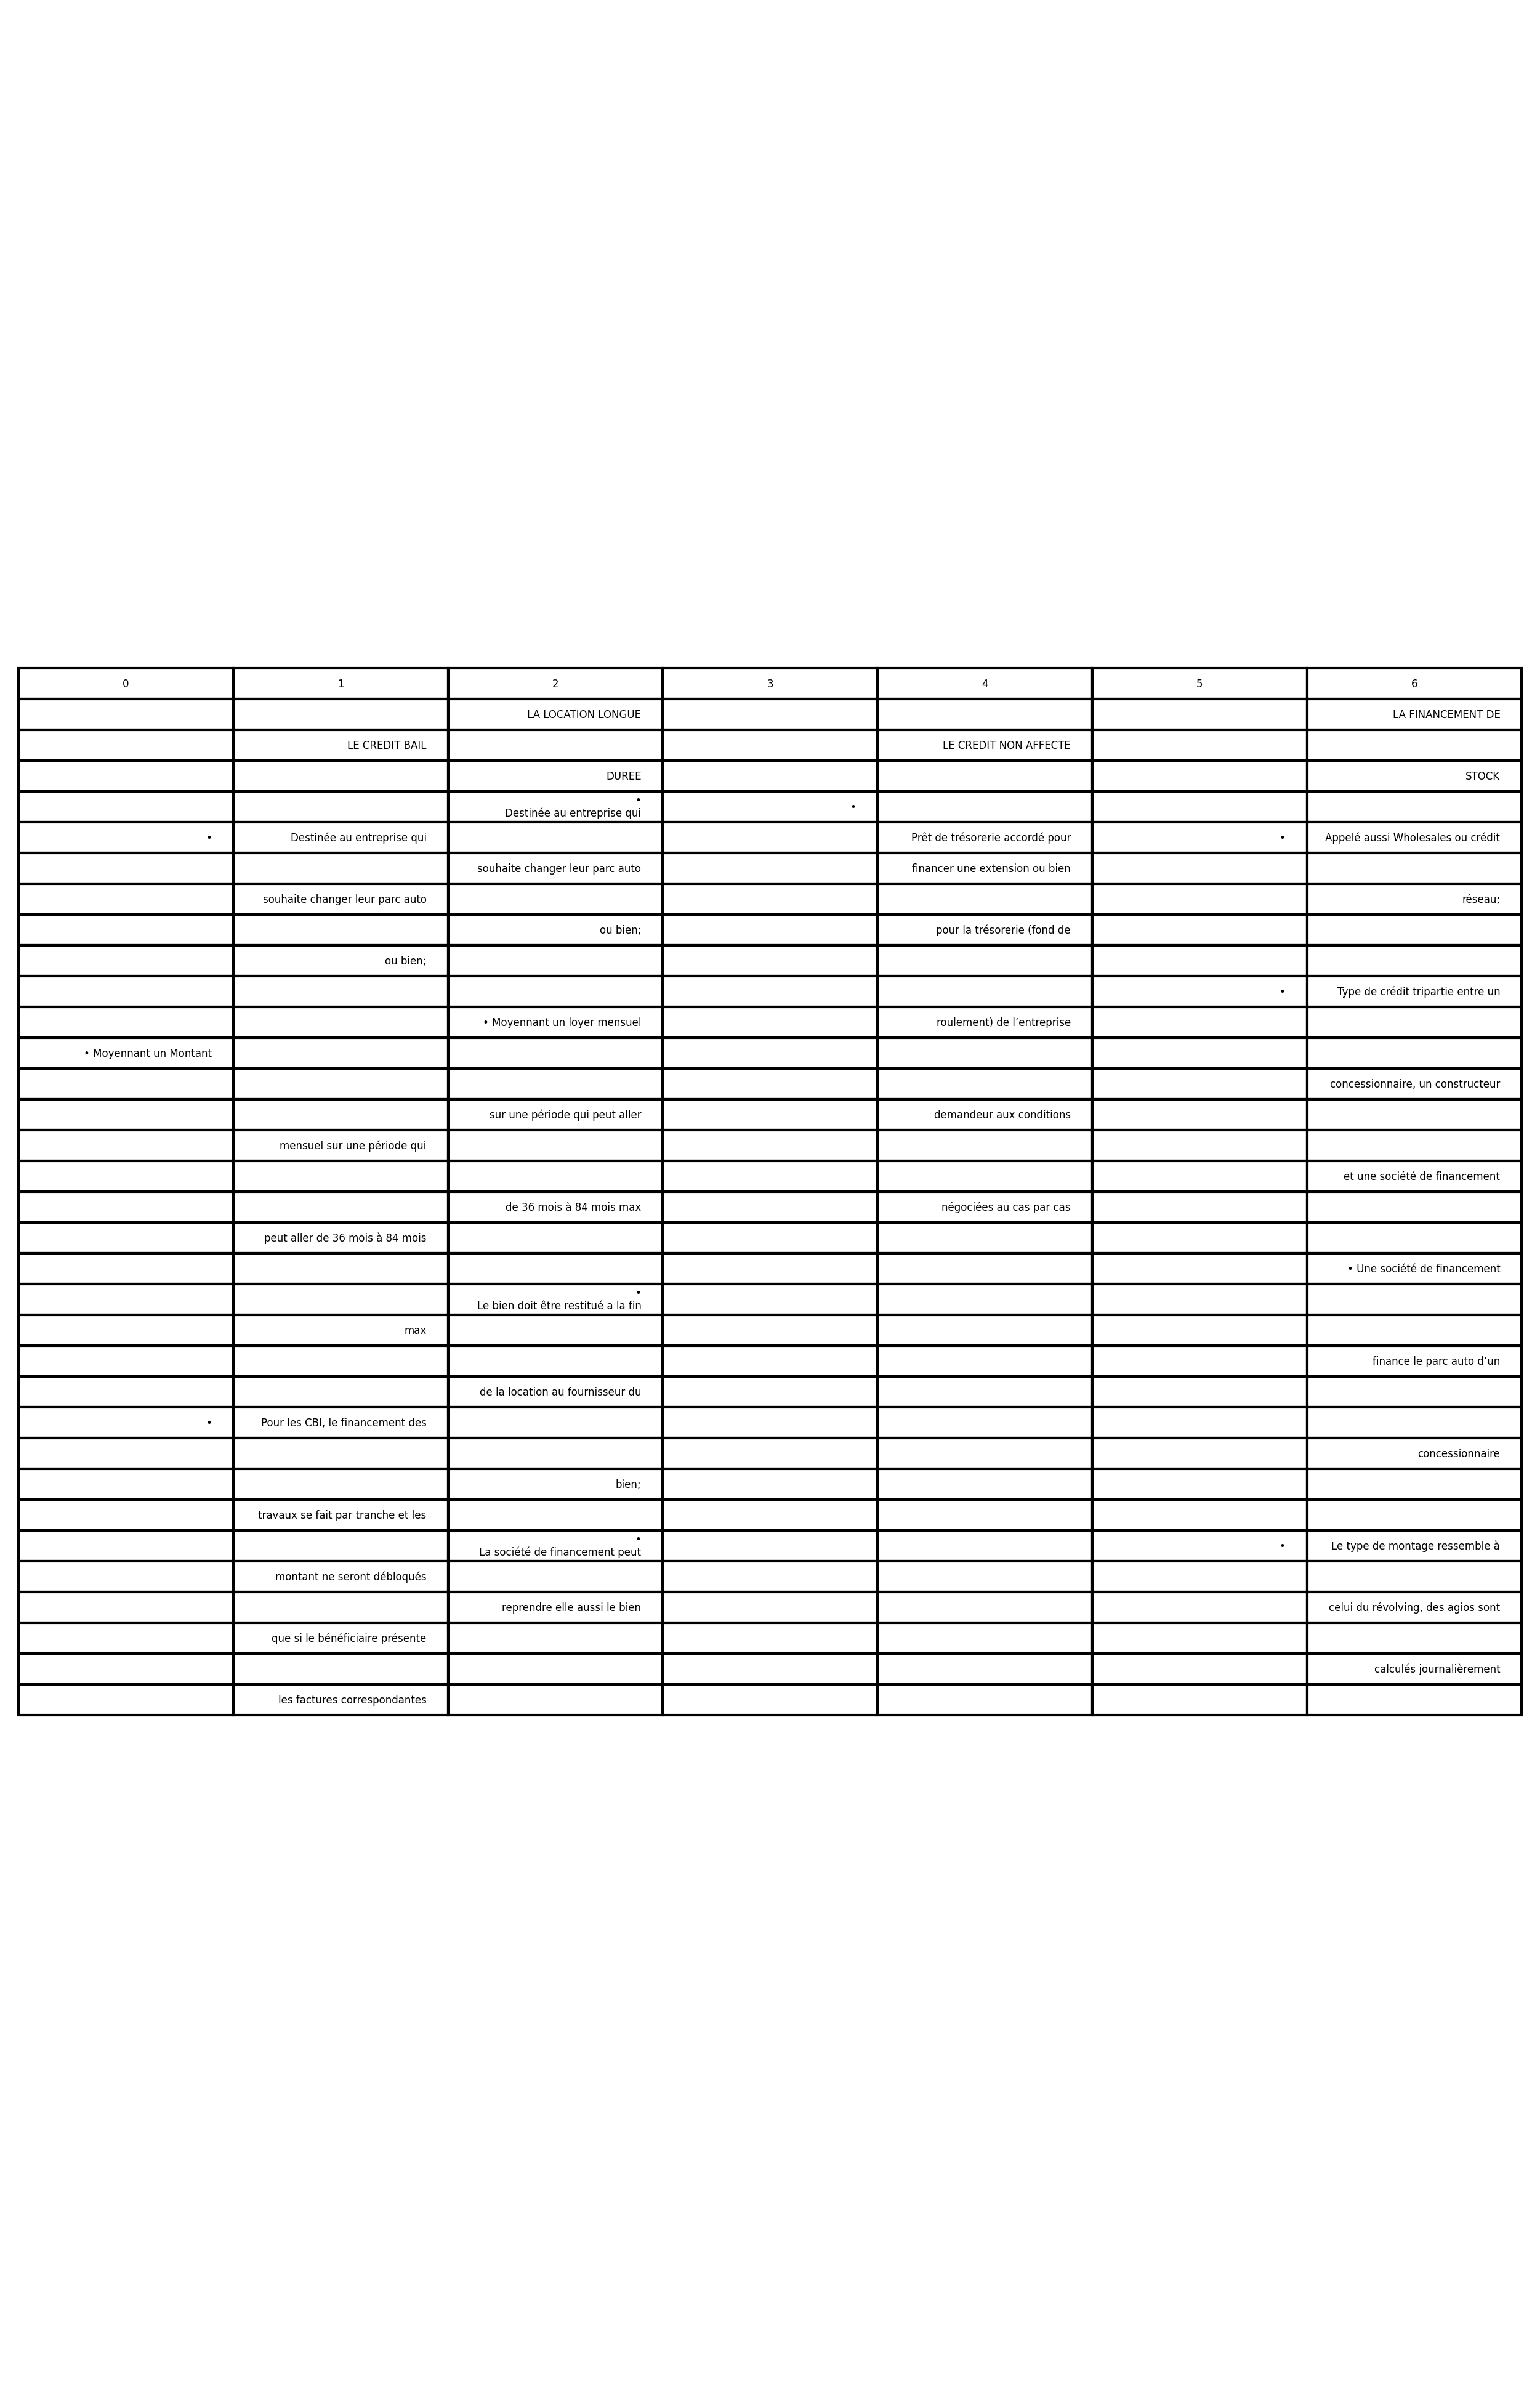 0 1 2 3 4 5 6
LA LOCATION LONGUE LA FINANCEMENT DE
LE CREDIT BAIL LE CREDIT NON AFFECTE
DUREE STOCK
• •
Destinée au entreprise qui
• Destinée au entreprise qui Prêt de trésorerie accordé pour • Appelé aussi Wholesales ou crédit
souhaite changer leur parc auto financer une extension ou bien
souhaite changer leur parc auto réseau;
ou bien; pour la trésorerie (fond de
ou bien;
• Type de crédit tripartie entre un
• Moyennant un loyer mensuel roulement) de l’entreprise
• Moyennant un Montant
concessionnaire, un constructeur
sur une période qui peut aller demandeur aux conditions
mensuel sur une période qui
et une société de financement
de 36 mois à 84 mois max négociées au cas par cas
peut aller de 36 mois à 84 mois
• Une société de financement
•
Le bien doit être restitué a la fin
max
finance le parc auto d’un
de la location au fournisseur du
• Pour les CBI, le financement des
concessionnaire
bien;
travaux se fait par tranche et les
•
La société de financement peut • Le type de montage ressemble à
montant ne seront débloqués
reprendre elle aussi le bien celui du révolving, des agios sont
que si le bénéficiaire présente
calculés journalièrement
les factures correspondantes